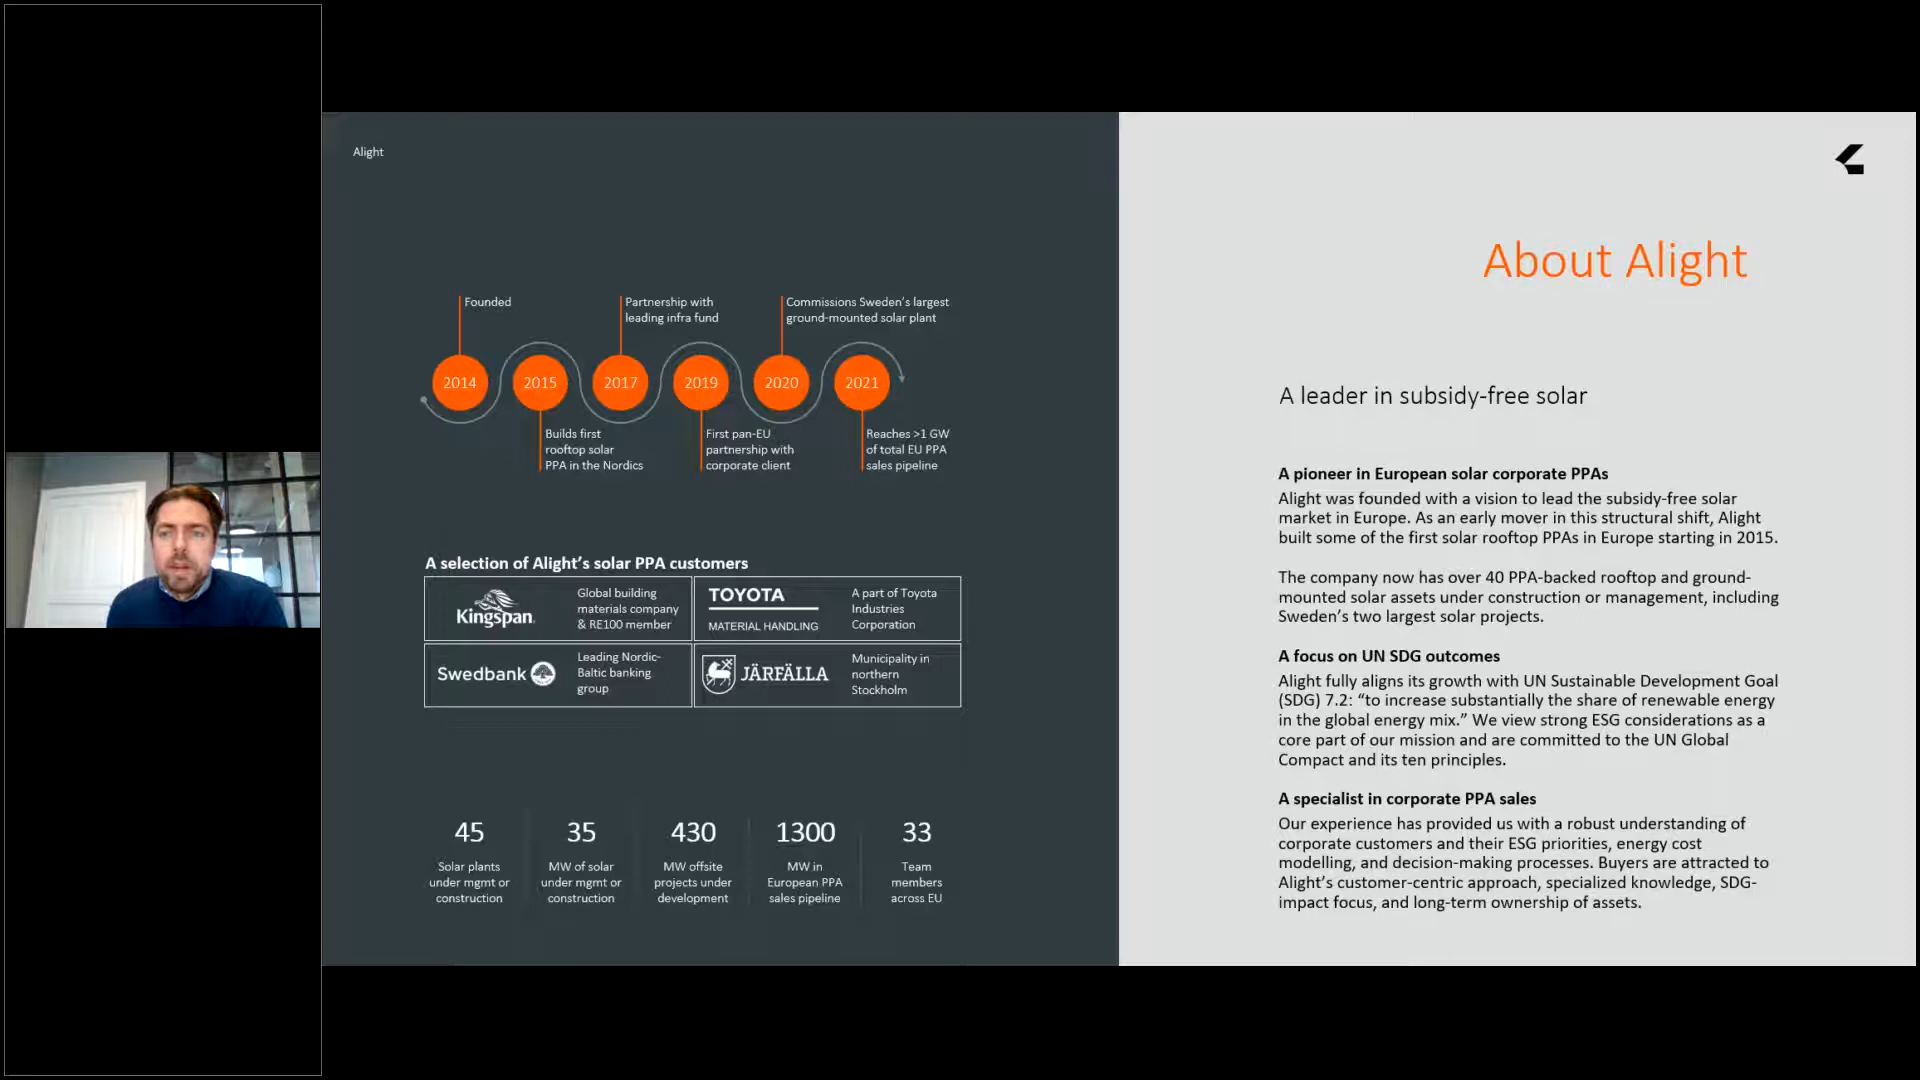 Alight
Founded
Partnership with
leading infra fund
Commissions Sweden's largest
ground-mounted solar plant
2014
2015
2017
2019
2020
2021
Builds first
rooftop solar
PPA in the Nordics
First pan-EU
partnership with
corporate client
Reaches >1 GW
of total EU PPA
sales pipeline
A selection of Alight's solar PPA customers
Kingspan
Global building
materials company
& RE100 member
TOYOTA
MATERIAL HANDLING
A part of Toyota
Industries
Corporation
Swedbank
Leading Nordic-
Baltic banking
group
JÄRFÄLLA
Municipality in
northern
Stockholm
45
Solar plants
under mgmt or
construction
35
MW of solar
under mgmt or
construction
430
MW offsite
projects under
development
1300
MW in
European PPA
sales pipeline
33
Team
members
across EU
About Alight
A leader in subsidy-free solar
A pioneer in European solar corporate PPAs
Alight was founded with a vision to lead the subsidy-free solar
market in Europe. As an early mover in this structural shift, Alight
built some of the first solar rooftop PPAs in Europe starting in 2015.
The company now has over 40 PPA-backed rooftop and ground-
mounted solar assets under construction or management, including
Sweden's two largest solar projects.
A focus on UN SDG outcomes
Alight fully aligns its growth with UN Sustainable Development Goal
(SDG) 7.2: “to increase substantially the share of renewable energy
in the global energy mix.” We view strong ESG considerations as a
core part of our mission and are committed to the UN Global
Compact and its ten principles.
A specialist in corporate PPA sales
Our experience has provided us with a robust understanding of
corporate customers and their ESG priorities, energy cost
modelling, and decision-making processes. Buyers are attracted to
Alight's customer-centric approach, specialized knowledge, SDG-
impact focus, and long-term ownership of assets.